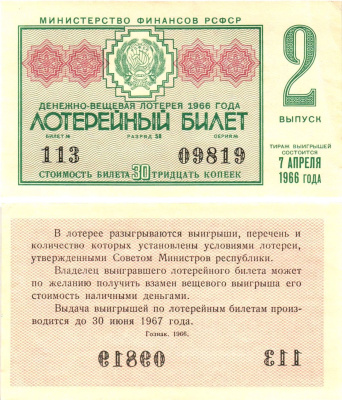 МИНИСТЕРСТВО ФИНАНСОВ РСФСР
2
ВЫПУСК
ДЕНЕЖНО-ВЕЩЕВАЯ ЛОТЕРЕЯ 1966 ГОДА
ЛОТЕРЕЙНЫЙ БИЛЕТ
БИЛЕТ № РАЗРЯД 58 СЕРИЯ №
113 09819
СТОИМОСТЬ БИЛЕТА 30 ТРИДЦАТЬ КОПЕЕК
ТИРАЖ ВЫИГРЫШЕЙ
СОСТОИТСЯ
7 АПРЕЛЯ
1966 ГОДА
В лотерее разыгрываются выигрыши, перечень и
количество которых установлены условиями лотереи,
утвержденными Советом Министров республики.
Владелец выигравшего лотерейного билета может
по желанию получить взамен вещевого выигрыша его
стоимость наличными деньгами.
Выдача выигрышей по лотерейным билетам произ-
водится до 30 июня 1967 года.
Гознак. 1966.
09819 113